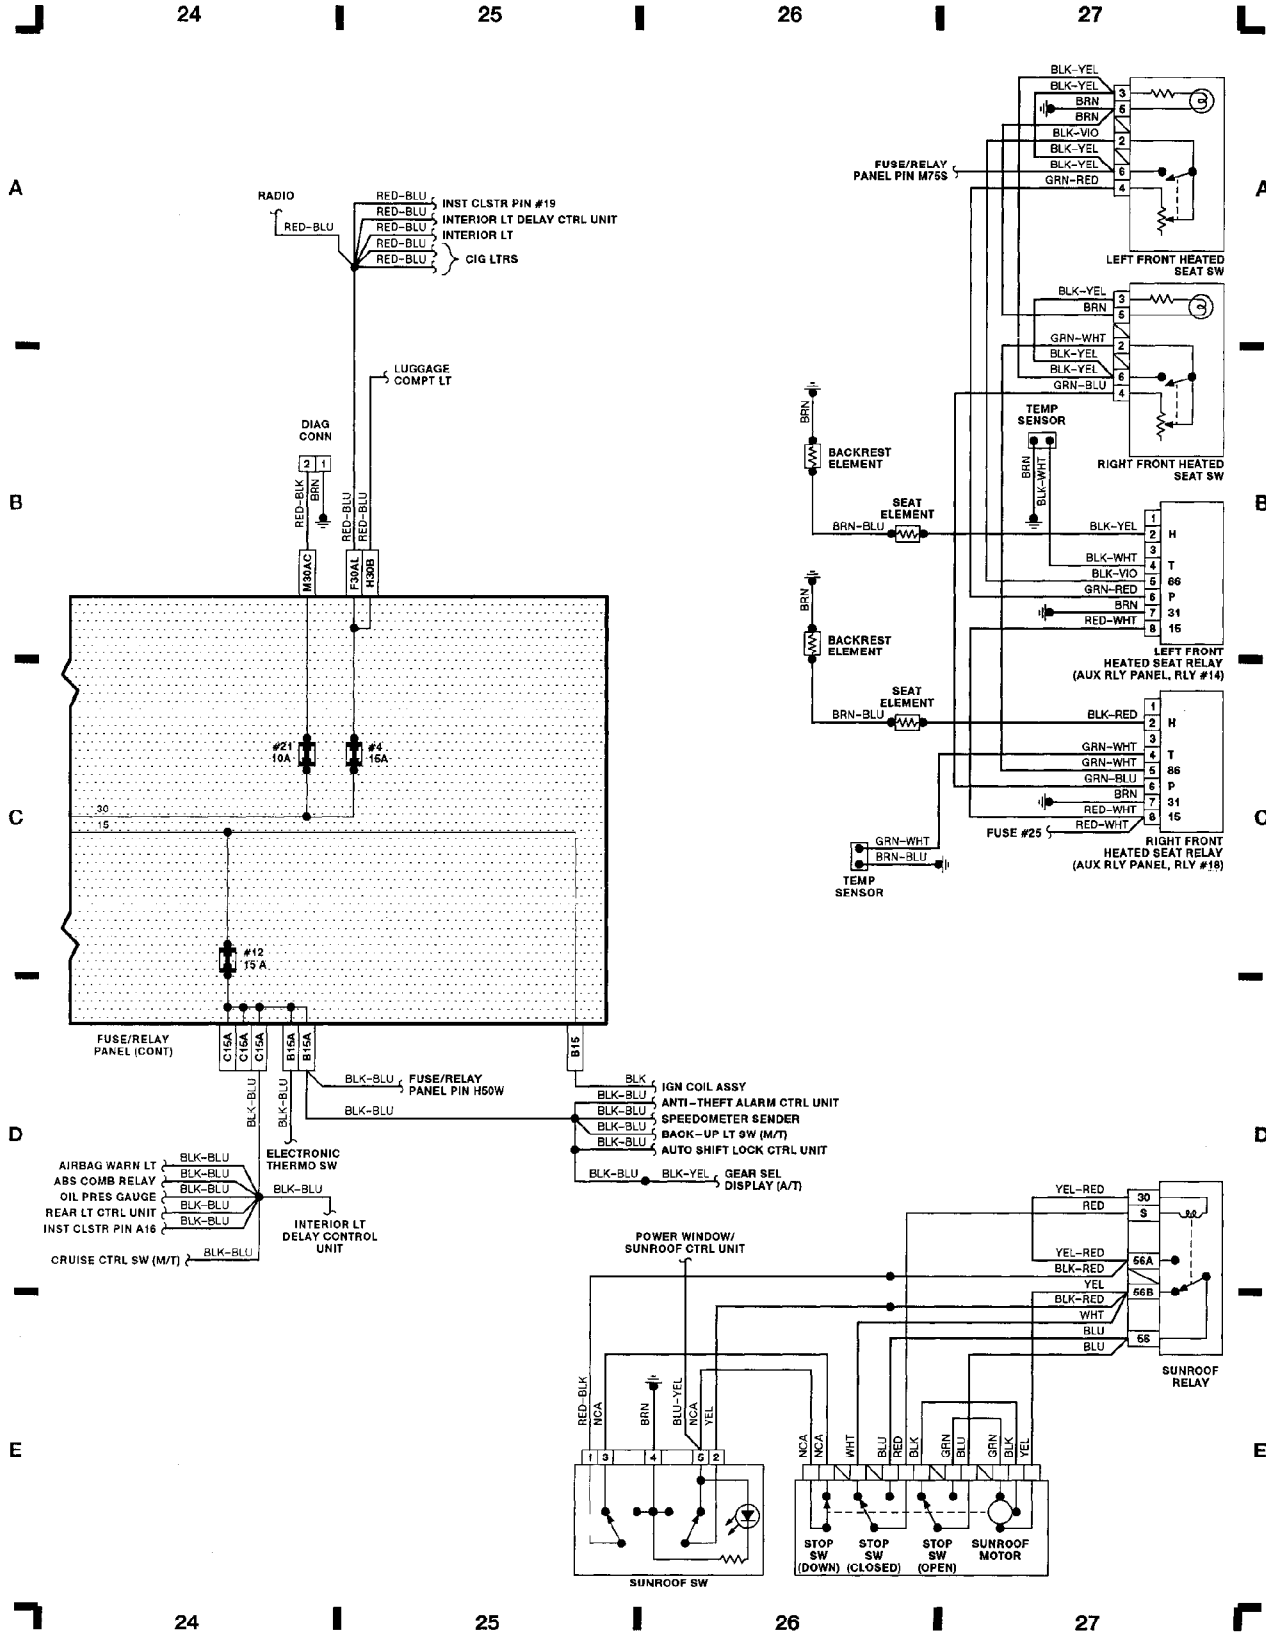 24 25 26 27
A
RADIO
RED-BLU
RED-BLU INST CLSTR PIN #19
RED-BLU INTERIOR LT DELAY CTRL UNIT
RED-BLU INTERIOR LT
RED-BLU
RED-BLU CIG LTRS
BLK-YEL
BLK-YEL 3
BRN 5
BRN
BLK-VIO 2
BLK-YEL
BLK-YEL 6
GRN-RED 4
FUSE/RELAY
PANEL PIN M75S
A
LEFT FRONT HEATED
SEAT SW
BLK-YEL 3
BRN 5
GRN-WHT 2
BLK-YEL
BLK-YEL 6
GRN-BLU 4
RIGHT FRONT HEATED
SEAT SW
LUGGAGE
COMPT LT
DIAG
CONN
2 1
RED-BLK
BRN
RED-BLU
RED-BLU
M30AC
F30AL
H30B
B
BRN
BACKREST
ELEMENT
TEMP
SENSOR
BRN
BLK-WHT
SEAT
ELEMENT
BRN-BLU
B
1
BLK-YEL 2 H
3
BLK-WHT 4 T
BLK-VIO 5 86
GRN-RED 6 P
BRN 7 31
RED-WHT 8 15
LEFT FRONT
HEATED SEAT RELAY
(AUX RLY PANEL, RLY #14)
BRN
BACKREST
ELEMENT
SEAT
ELEMENT
BRN-BLU
1
BLK-RED 2 H
3
GRN-WHT 4 T
GRN-WHT 5 86
GRN-BLU 6 P
BRN 7 31
RED-WHT 8 15
FUSE #25 RED-WHT
RIGHT FRONT
HEATED SEAT RELAY
(AUX RLY PANEL, RLY #18)
GRN-WHT
BRN-BLU
TEMP
SENSOR
C
#21
10A
#4
15A
30
15
C
#12
15A
FUSE/RELAY
PANEL (CONT)
C15A
C15A
C15A
B15A
B15A
B15
BLK-BLU
BLK-BLU
BLK-BLU FUSE/RELAY
PANEL PIN H50W
BLK-BLU
BLK IGN COIL ASSY
BLK-BLU ANTI-THEFT ALARM CTRL UNIT
BLK-BLU SPEEDOMETER SENDER
BLK-BLU BACK-UP LT SW (M/T)
BLK-BLU AUTO SHIFT LOCK CTRL UNIT
BLK-BLU BLK-YEL GEAR SEL
DISPLAY (A/T)
D
D
ELECTRONIC
THERMO SW
AIRBAG WARN LT BLK-BLU
ABS COMB RELAY BLK-BLU
OIL PRES GAUGE BLK-BLU
REAR LT CTRL UNIT BLK-BLU
INST CLSTR PIN A16 BLK-BLU
CRUISE CTRL SW (M/T) BLK-BLU
BLK-BLU
INTERIOR LT
DELAY CONTROL
UNIT
POWER WINDOW/
SUNROOF CTRL UNIT
YEL-RED 30
RED S
YEL-RED 56A
BLK-RED
YEL 56B
BLK-RED
WHT
BLU 56
BLU
SUNROOF
RELAY
RED-BLK
NCA
BRN
BLU-YEL
NCA
YEL
NCA
NCA
WHT
BLU
RED
BLK
GRN
BLU
GRN
BLK
YEL
E
E
1 3 4 5 2
SUNROOF SW
STOP
SW
(DOWN)
STOP
SW
(CLOSED)
STOP
SW
(OPEN)
SUNROOF
MOTOR
24 25 26 27